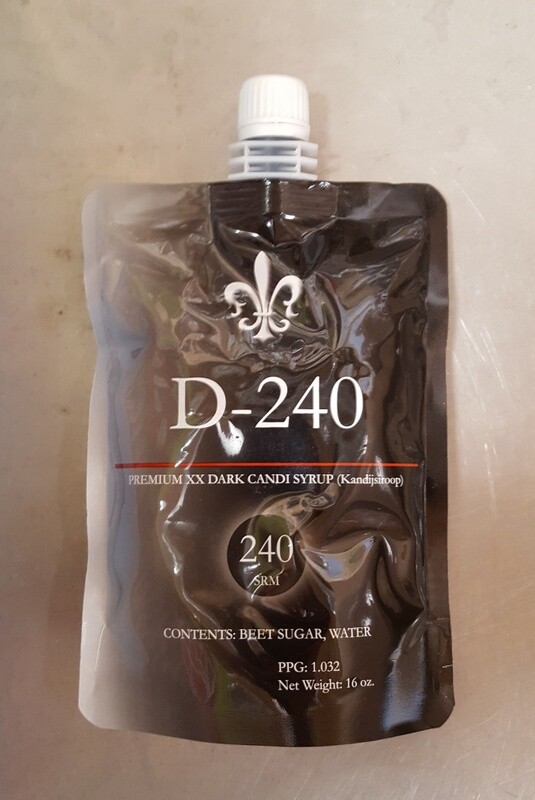 D-240
PREMIUM XX DARK CANDI SYRUP (Kandijsiroop)
240
SRM
CONTENTS: BEET SUGAR, WATER
PPG: 1.032
Net Weight: 16 oz.